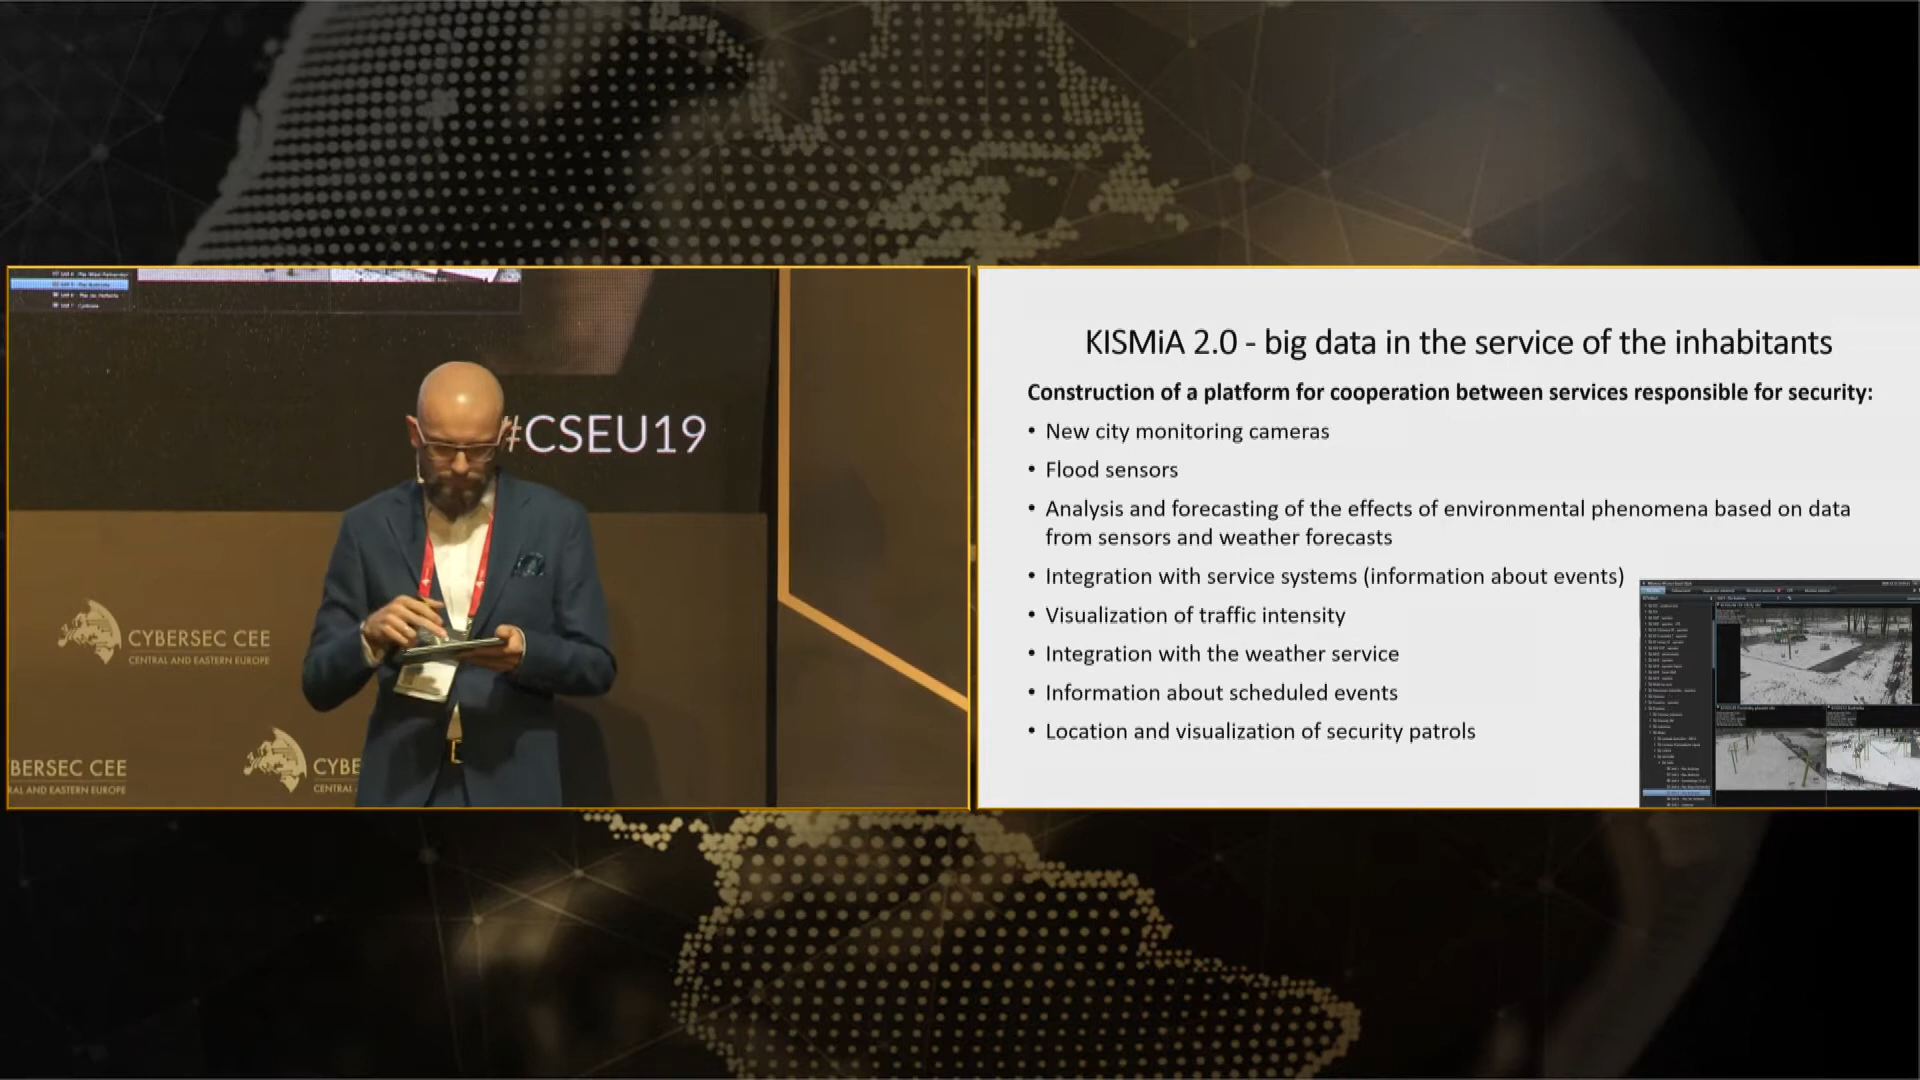 #CSEU19
CYBERSEC CEE
CENTRAL AND EASTERN EUROPE
BERSEC CEE
RAL AND EASTERN EUROPE
CYBE
CENTRAL
KISMiA 2.0 - big data in the service of the inhabitants
Construction of a platform for cooperation between services responsible for security:
• New city monitoring cameras
• Flood sensors
• Analysis and forecasting of the effects of environmental phenomena based on data
from sensors and weather forecasts
• Integration with service systems (information about events)
• Visualization of traffic intensity
• Integration with the weather service
• Information about scheduled events
• Location and visualization of security patrols